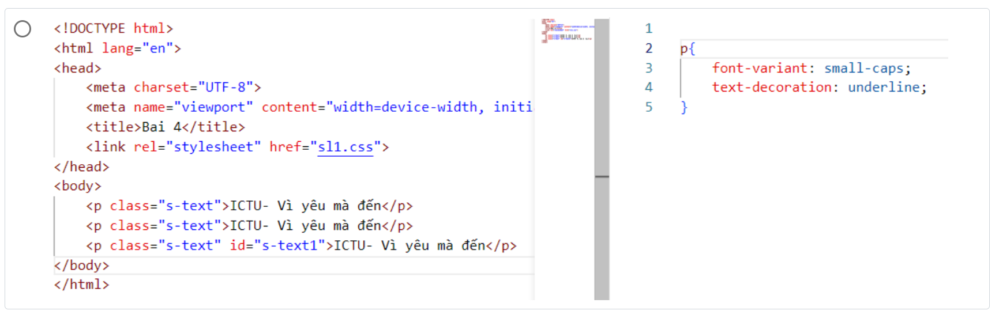 <!DOCTYPE html>
<html lang="en">
<head>
    <meta charset="UTF-8">
    <meta name="viewport" content="width=device-width, initi
    <title>Bai 4</title>
    <link rel="stylesheet" href="sl1.css">
</head>
<body>
    <p class="s-text">ICTU- Vì yêu mà đến</p>
    <p class="s-text">ICTU- Vì yêu mà đến</p>
    <p class="s-text" id="s-text1">ICTU- Vì yêu mà đến</p>
</body>
</html>
1
2 p{
3     font-variant: small-caps;
4     text-decoration: underline;
5 }